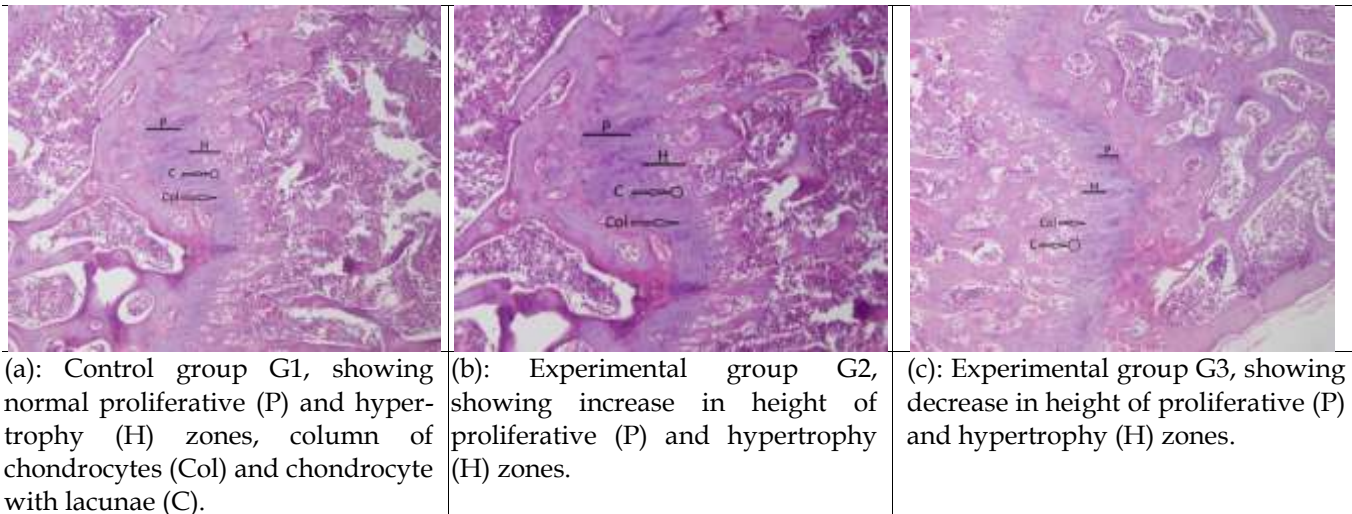 P
H
C
Col
P
H
C
Col
P
H
Col
C
(a): Control group G1, showing
normal proliferative (P) and hyper-
trophy (H) zones, column of
chondrocytes (Col) and chondrocyte
with lacunae (C).
(b): Experimental group G2,
showing increase in height of
proliferative (P) and hypertrophy
(H) zones.
(c): Experimental group G3, showing
decrease in height of proliferative (P)
and hypertrophy (H) zones.